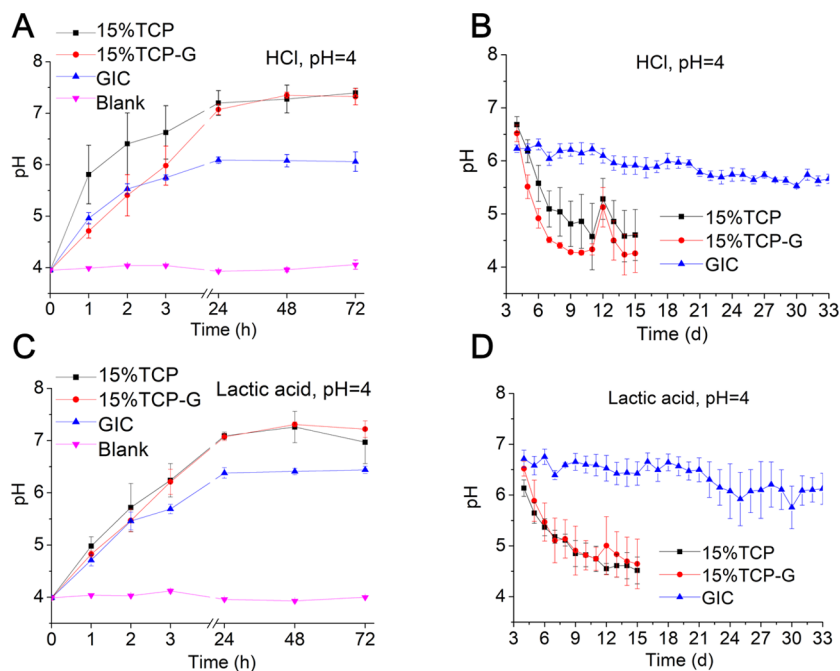 A
15%TCP
15%TCP-G
GIC
Blank
HCl, pH=4
8
7
6
5
4
pH
0 1 2 3 24 48 72
Time (h)
B
HCl, pH=4
8
7
6
5
4
pH
15%TCP
15%TCP-G
GIC
3 6 9 12 15 18 21 24 27 30 33
Time (d)
C
15%TCP
15%TCP-G
GIC
Blank
Lactic acid, pH=4
8
7
6
5
4
pH
0 1 2 3 24 48 72
Time (h)
D
Lactic acid, pH=4
8
7
6
5
4
pH
15%TCP
15%TCP-G
GIC
3 6 9 12 15 18 21 24 27 30 33
Time (d)